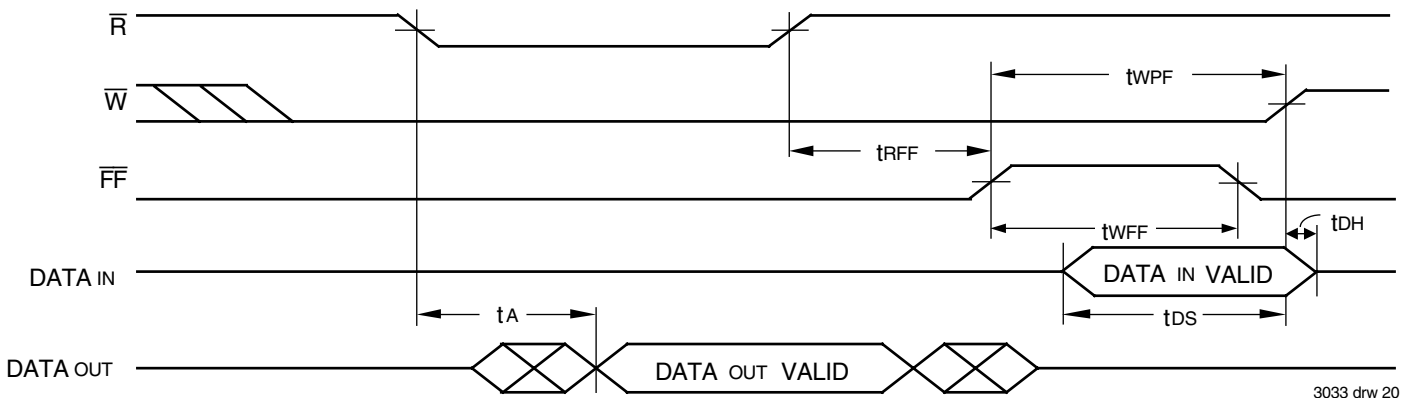 R̅
W̅
tWPF
tRFF
F̅F̅
tWFF
tDH
DATA IN
DATA IN VALID
tA
tDS
DATA OUT
DATA OUT VALID
3033 drw 20